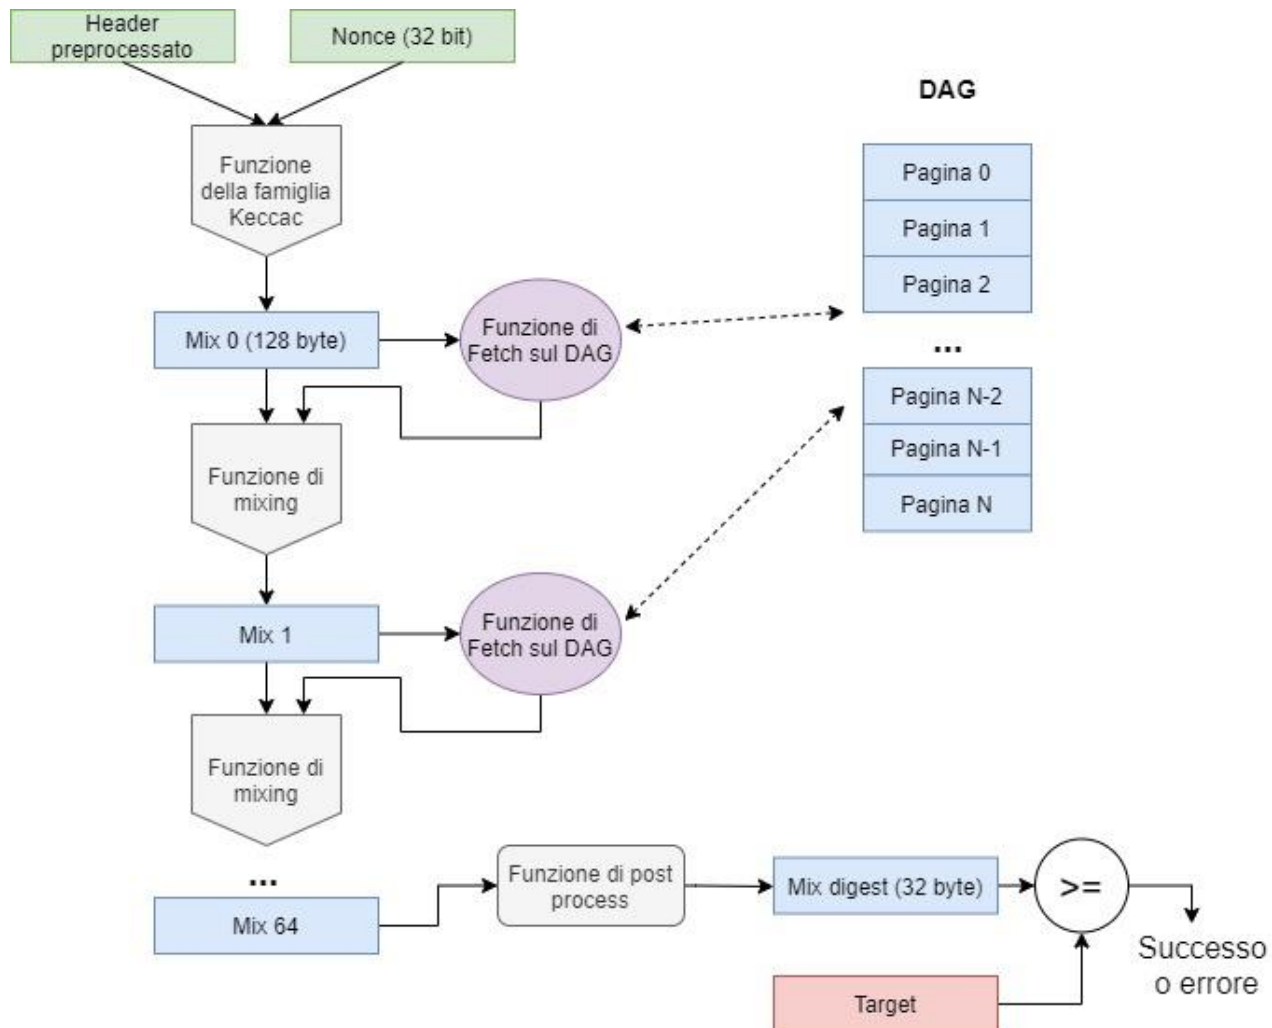 Header
preprocessato
Nonce (32 bit)
DAG
Funzione
della famiglia
Keccac
Pagina 0
Pagina 1
Pagina 2
...
Mix 0 (128 byte)
Funzione di
Fetch sul DAG
Pagina N-2
Pagina N-1
Pagina N
Funzione di
mixing
Mix 1
Funzione di
Fetch sul DAG
Funzione di
mixing
...
Mix 64
Funzione di post
process
Mix digest (32 byte)
>=
Successo
o errore
Target